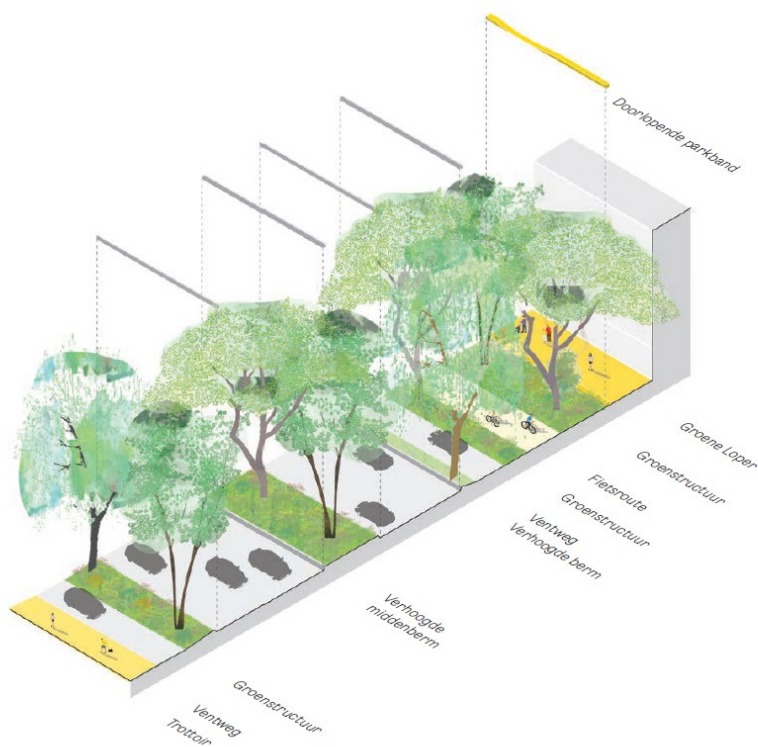 Doorlopende parkband
Groene Loper
Groenstructuur
Fietsroute
Groenstructuur
Ventweg
Verhoogde berm
Verhoogde
middenberm
Groenstructuur
Ventweg
Trottoir